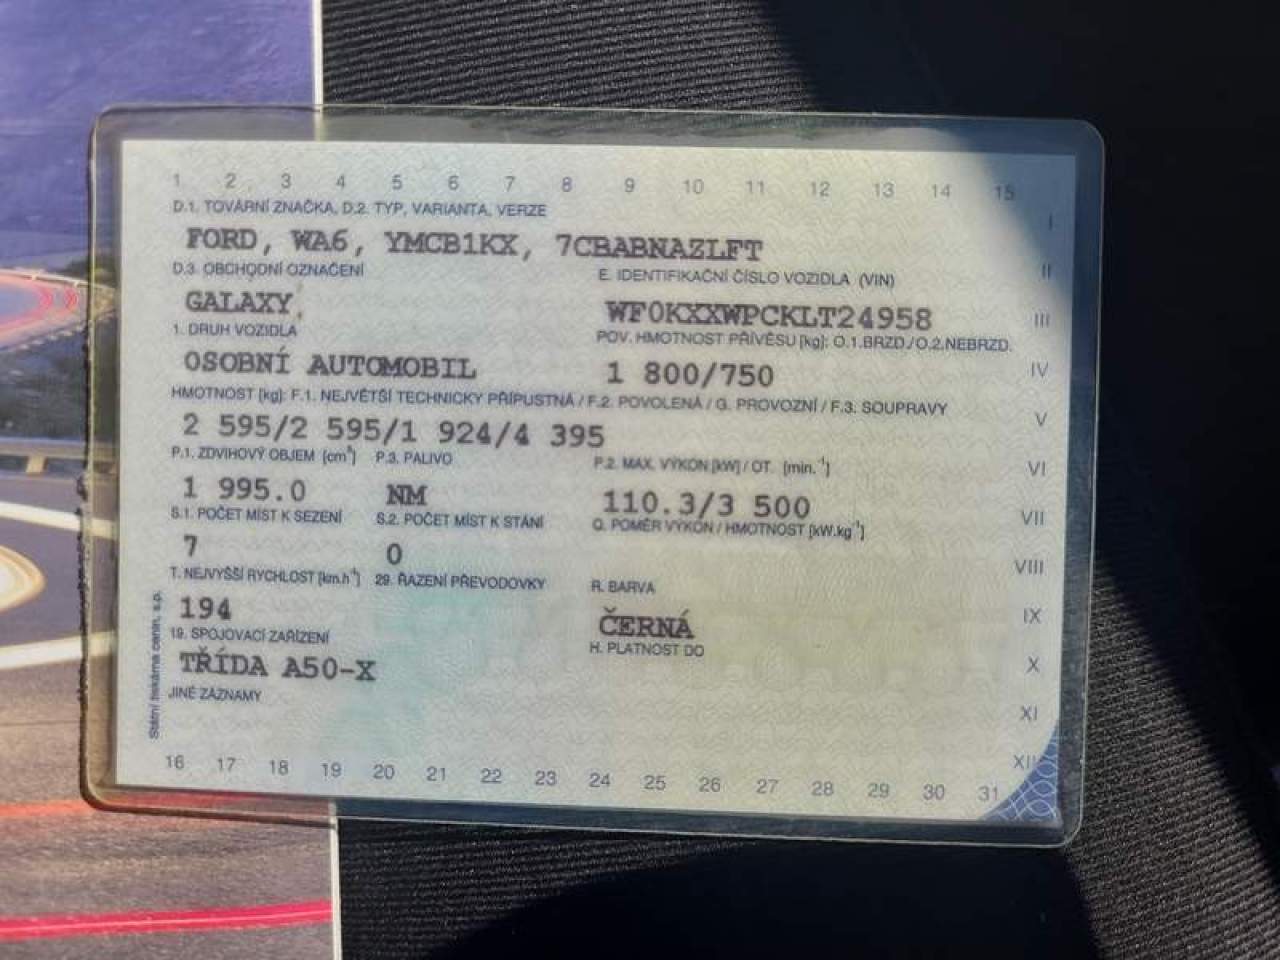 1 2 3 4 5 6 7 8 9 10 11 12 13 14 15
D.1. TOVÁRNÍ ZNAČKA, D.2. TYP, VARIANTA, VERZE
I
FORD, WA6, YMCB1KX, 7CBABNAZLFT
D.3. OBCHODNÍ OZNAČENÍ E. IDENTIFIKAČNÍ ČÍSLO VOZIDLA (VIN)
II
GALAXY WF0KXXWPCKLT24958
III
1. DRUH VOZIDLA POV. HMOTNOST PŘÍVĚSU [kg]: O.1.BRZD./O.2.NEBRZD.
OSOBNÍ AUTOMOBIL 1 800/750
IV
HMOTNOST [kg]: F.1. NEJVĚTŠÍ TECHNICKY PŘÍPUSTNÁ / F.2. POVOLENÁ / G. PROVOZNÍ / F.3. SOUPRAVY
V
2 595/2 595/1 924/4 395
P.1. ZDVIHOVÝ OBJEM [cm³] P.3. PALIVO P.2. MAX. VÝKON [kW] / OT. [min.⁻¹]
VI
1 995.0 NM 110.3/3 500
VII
S.1. POČET MÍST K SEZENÍ S.2. POČET MÍST K STÁNÍ Q. POMĚR VÝKON / HMOTNOST [kW.kg⁻¹]
7 0
VIII
T. NEJVYŠŠÍ RYCHLOST [km.h⁻¹] 29. ŘAZENÍ PŘEVODOVKY R. BARVA
194 ČERNÁ
IX
19. SPOJOVACÍ ZAŘÍZENÍ H. PLATNOST DO
TŘÍDA A50-X
X
JINÉ ZÁZNAMY
XI
XII
16 17 18 19 20 21 22 23 24 25 26 27 28 29 30 31
Státní tiskárna cenin, s.p.